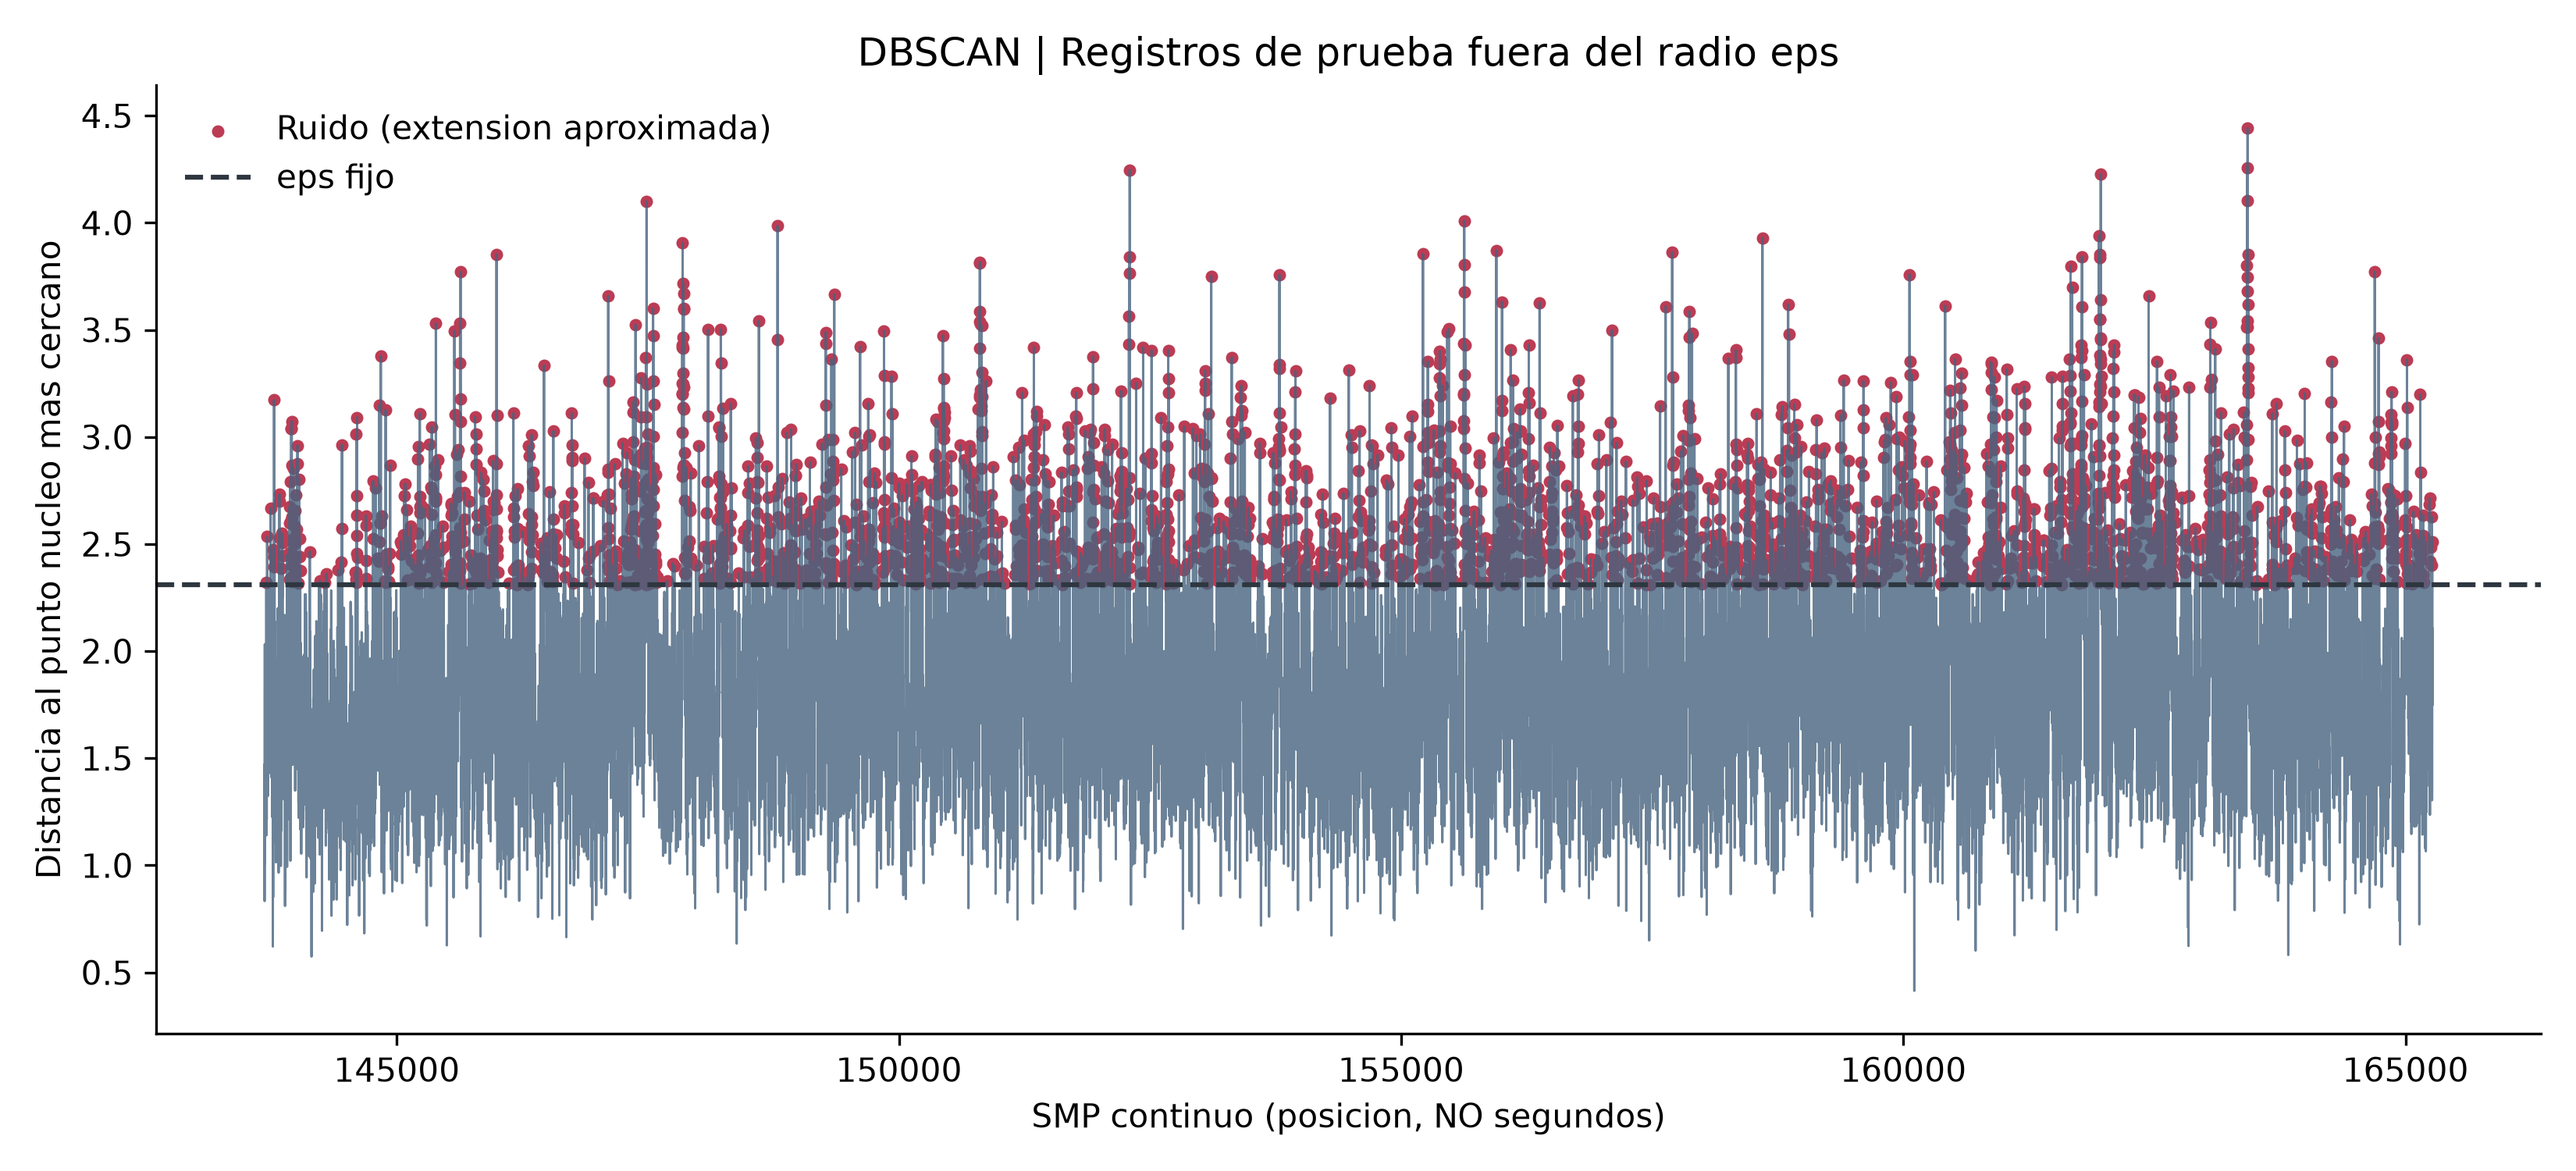 DBSCAN | Registros de prueba fuera del radio eps
Ruido (extension aproximada)
eps fijo
Distancia al punto nucleo mas cercano
4.5
4.0
3.5
3.0
2.5
2.0
1.5
1.0
0.5
145000
150000
155000
160000
165000
SMP continuo (posicion, NO segundos)